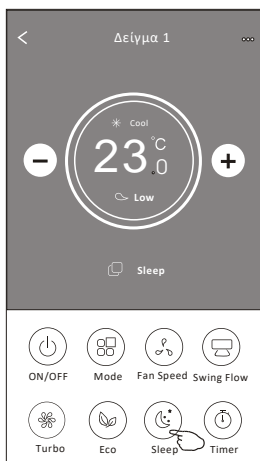 Δείγμα 1
Cool
23.0 °C
Low
Sleep
ON/OFF Mode Fan Speed Swing Flow
Turbo Eco Sleep Timer